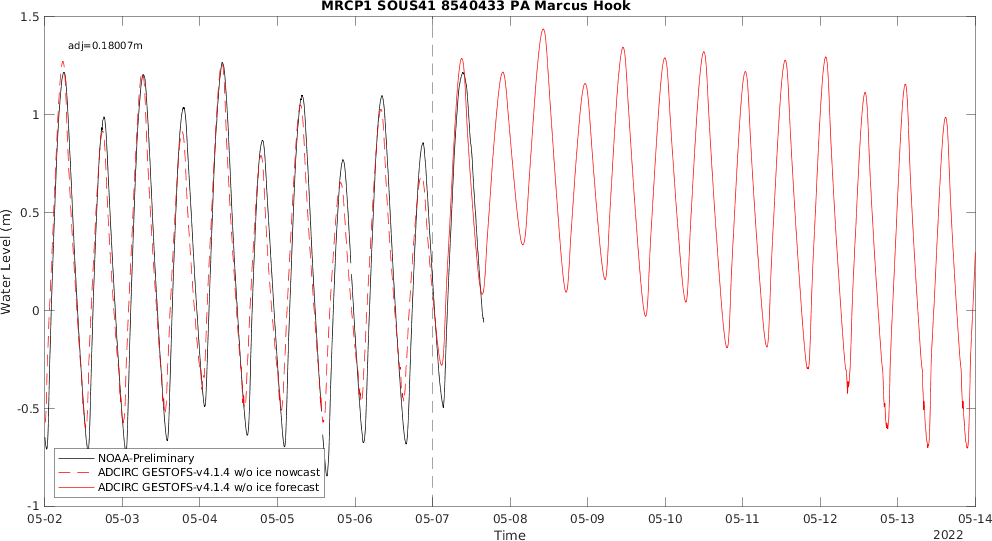 MRCP1 SOUS41 8540433 PA Marcus Hook
adj=0.18007m
1.5
1
0.5
0
-0.5
-1
Water Level (m)
NOAA-Preliminary
ADCIRC GESTOFS-v4.1.4 w/o ice nowcast
ADCIRC GESTOFS-v4.1.4 w/o ice forecast
05-02 05-03 05-04 05-05 05-06 05-07 05-08 05-09 05-10 05-11 05-12 05-13 05-14
Time
2022